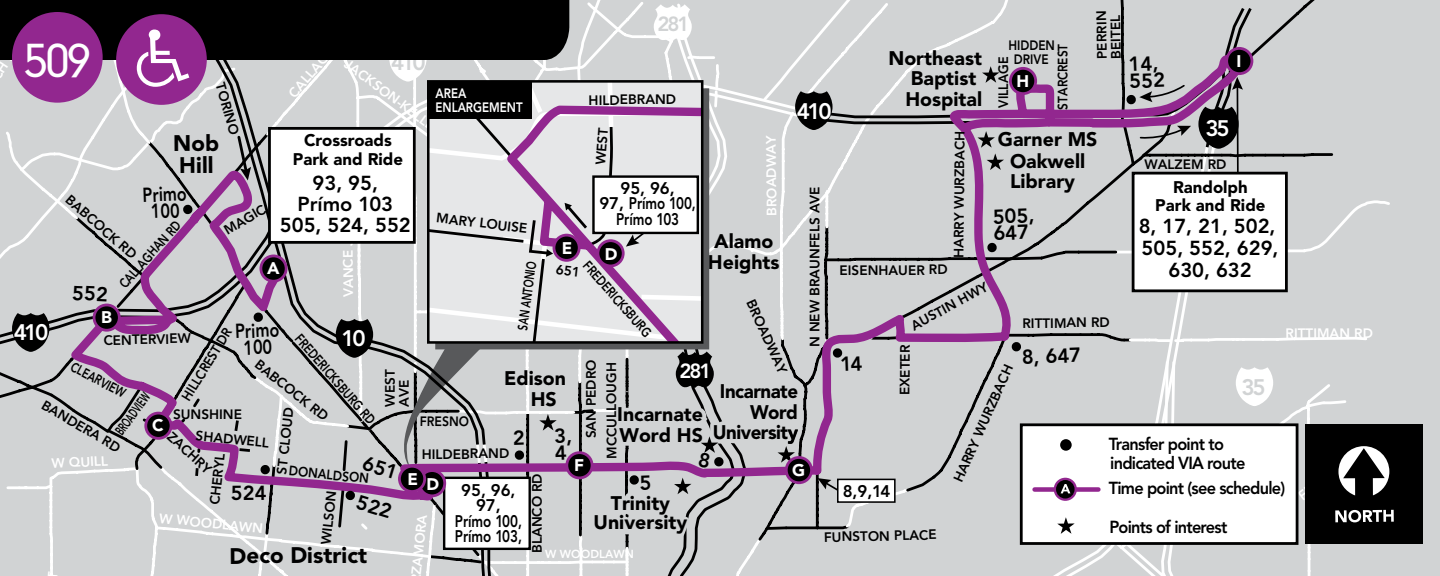 509
281
410
CALLAG
JACKSON-K
TORINO
Nob
Hill
Primo
100
BABCOCK RD
CALLAGHAN RD
MAGIC
Crossroads
Park and Ride
93, 95,
Prímo 103
505, 524, 552
VANCE
A
552
B
410
CENTERVIEW
Primo
100
HILLCREST DR
FREDERICKSBURG RD
10
CLEARVIEW
BROADVIEW
BANDERA RD
BABCOCK RD
C
SUNSHINE
ZACHRY
SHADWELL
CHERYL
ST CLOUD
W QUILL
524
DONALDSON
WILSON
522
W WOODLAWN
Deco District
651
E
D
ZAMORA
WEST
AVE
FRESNO
AREA
ENLARGEMENT
HILDEBRAND
WEST
95, 96,
97, Prímo 100,
Prímo 103
MARY LOUISE
E
651
D
SAN ANTONIO
FREDERICKSBURG
HILDEBRAND
2
95, 96,
97,
Prímo 100,
Prímo 103,
BLANCO RD
Edison
HS
3,
4
F
SAN PEDRO
MCCULLOUGH
W WOODLAWN
5
Trinity
University
Incarnate
Word HS
8
281
Incarnate
Word
University
G
8,9,14
FUNSTON PLACE
BROADWAY
BROADWAY
Alamo
Heights
N NEW BRAUNFELS AVE
14
EXETER
AUSTIN HWY
EISENHAUER RD
RITTIMAN RD
RITTIMAN RD
8, 647
HARRY WURZBACH
HARRY WURZBACH
505,
647
410
Northeast
Baptist
Hospital
VILLAGE
HIDDEN
DRIVE
H
STARCREST
PERRIN
BEITEL
14,
552
I
35
Garner MS
Oakwell
Library
WALZEM RD
Randolph
Park and Ride
8, 17, 21, 502,
505, 552, 629,
630, 632
35
Transfer point to
indicated VIA route
A
Time point (see schedule)
Points of interest
NORTH